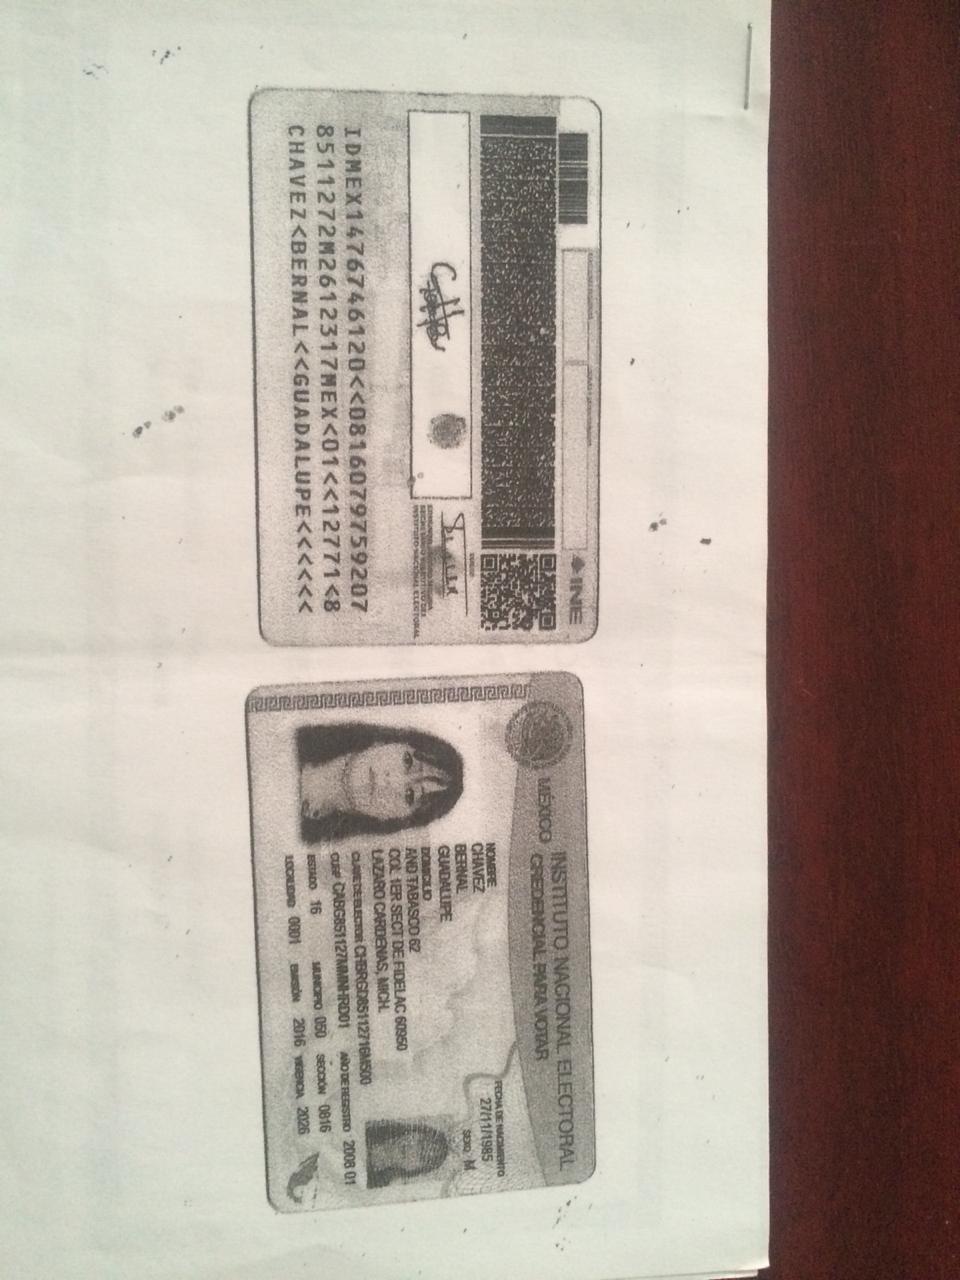 INE
IDMEX1476746120<<0816079759207
8511272M2612317MEX<01<<12771<8
CHAVEZ<BERNAL<<GUADALUPE<<<<<<
SECRETARIO EJECUTIVO DEL
INSTITUTO NACIONAL ELECTORAL
MÉXICO
INSTITUTO NACIONAL ELECTORAL
CREDENCIAL PARA VOTAR
NOMBRE
CHAVEZ
BERNAL
GUADALUPE
FECHA DE NACIMIENTO
27/11/1985
SEXO M
DOMICILIO
AND TABASCO 62
COL 1ER SECT DE FIDELAC 60950
LAZARO CARDENAS, MICH.
CLAVE DE ELECTOR CHBRGD85112716M500
CURP CABG851127MMNHRD01 AÑO DE REGISTRO 2008 01
ESTADO 16 MUNICIPIO 050 SECCIÓN 0816
LOCALIDAD 0001 EMISIÓN 2016 VIGENCIA 2026